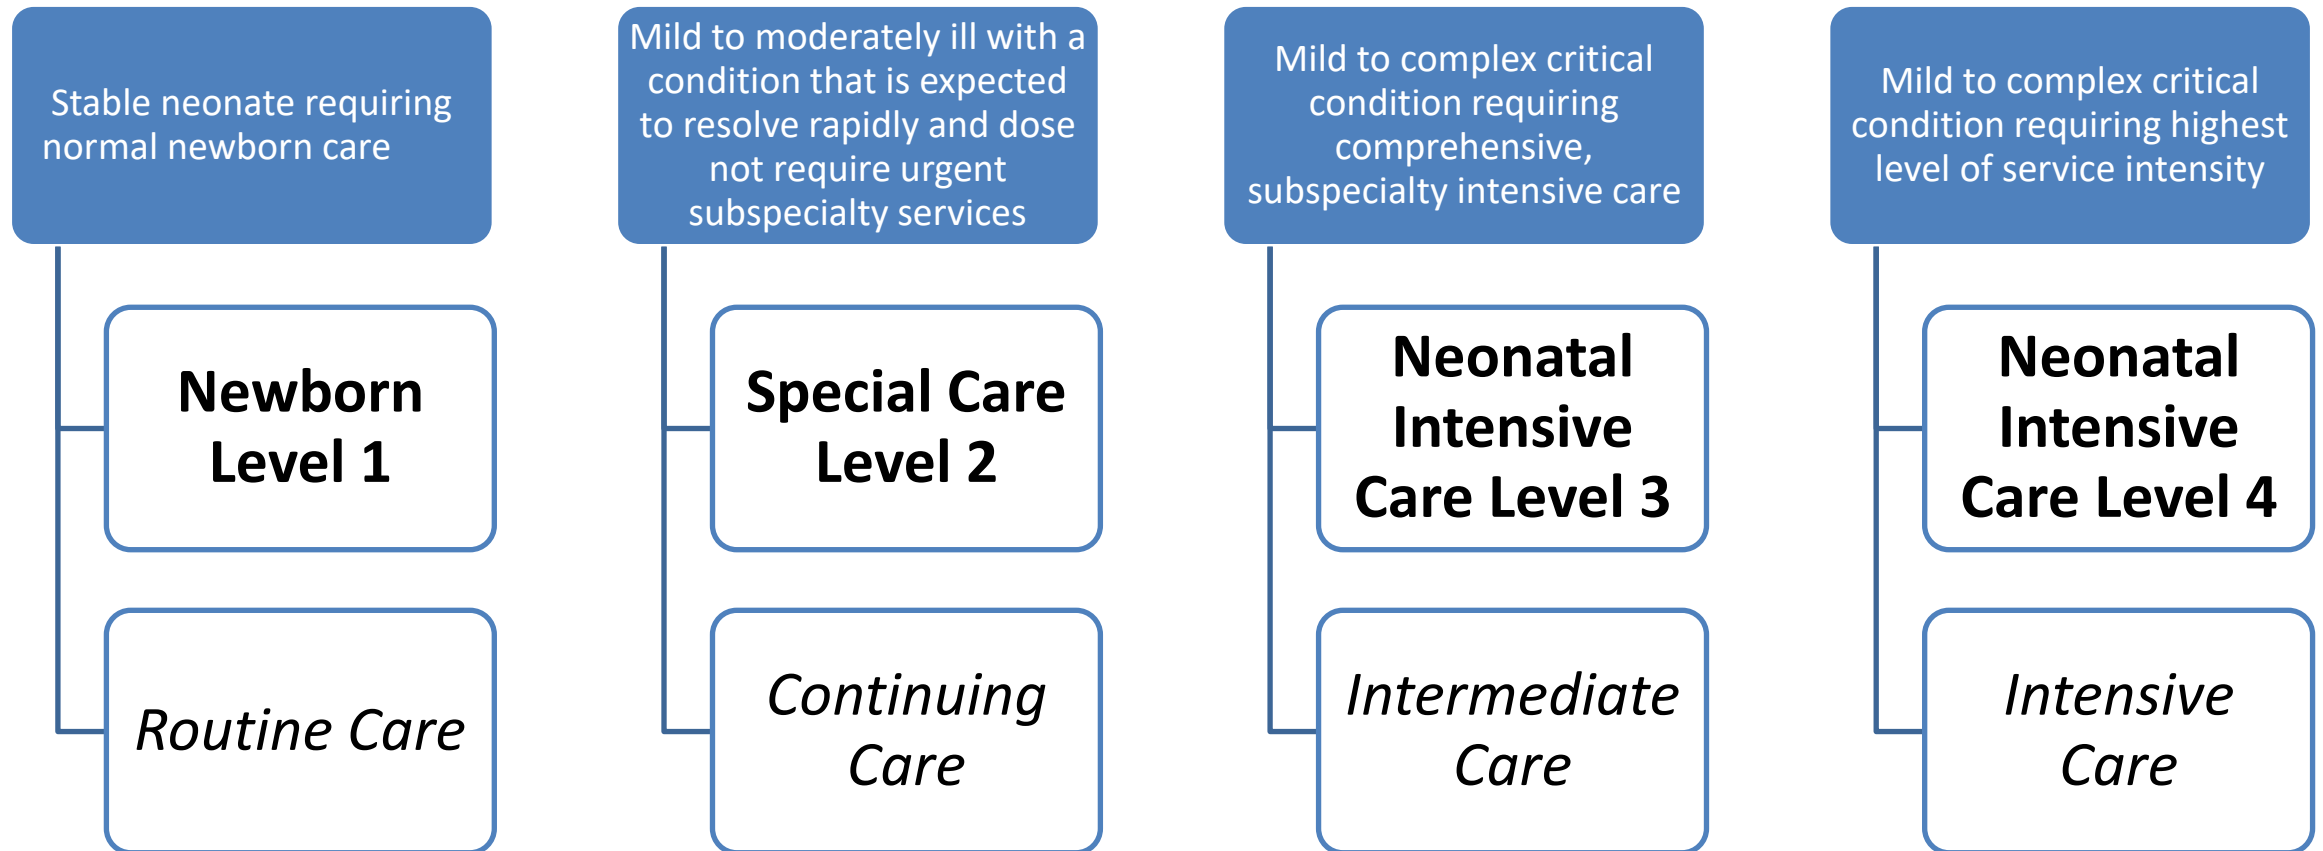 Stable neonate requiring
normal newborn care
Newborn
Level 1
Routine Care
Mild to moderately ill with a
condition that is expected
to resolve rapidly and dose
not require urgent
subspecialty services
Special Care
Level 2
Continuing
Care
Mild to complex critical
condition requiring
comprehensive,
subspecialty intensive care
Neonatal
Intensive
Care Level 3
Intermediate
Care
Mild to complex critical
condition requiring highest
level of service intensity
Neonatal
Intensive
Care Level 4
Intensive
Care